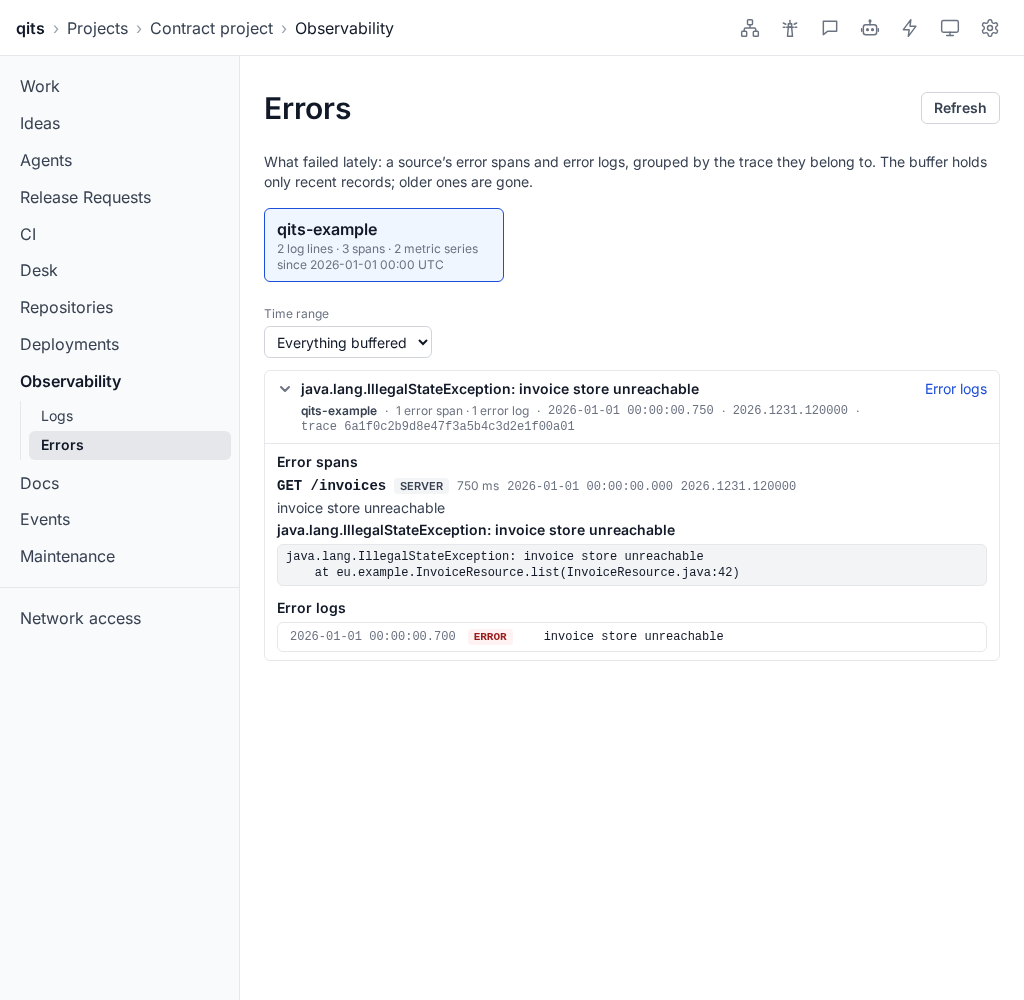 qits › Projects › Contract project › Observability
Work
Ideas
Agents
Release Requests
CI
Desk
Repositories
Deployments
Observability
Logs
Errors
Docs
Events
Maintenance
Network access
Errors
Refresh
What failed lately: a source’s error spans and error logs, grouped by the trace they belong to. The buffer holds
only recent records; older ones are gone.
qits-example
2 log lines · 3 spans · 2 metric series
since 2026-01-01 00:00 UTC
Time range
Everything buffered
java.lang.IllegalStateException: invoice store unreachable
Error logs
qits-example · 1 error span · 1 error log · 2026-01-01 00:00:00.750 · 2026.1231.120000 ·
trace 6a1f0c2b9d8e47f3a5b4c3d2e1f00a01
Error spans
GET /invoices SERVER 750 ms 2026-01-01 00:00:00.000 2026.1231.120000
invoice store unreachable
java.lang.IllegalStateException: invoice store unreachable
java.lang.IllegalStateException: invoice store unreachable
    at eu.example.InvoiceResource.list(InvoiceResource.java:42)
Error logs
2026-01-01 00:00:00.700 ERROR invoice store unreachable